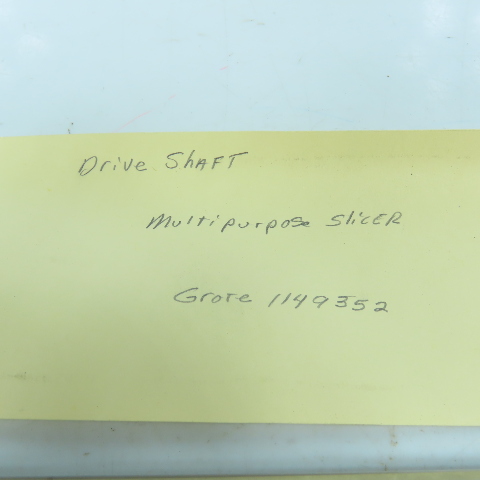 Drive Shaft
Multipurpose Slicer
Grote 1149352